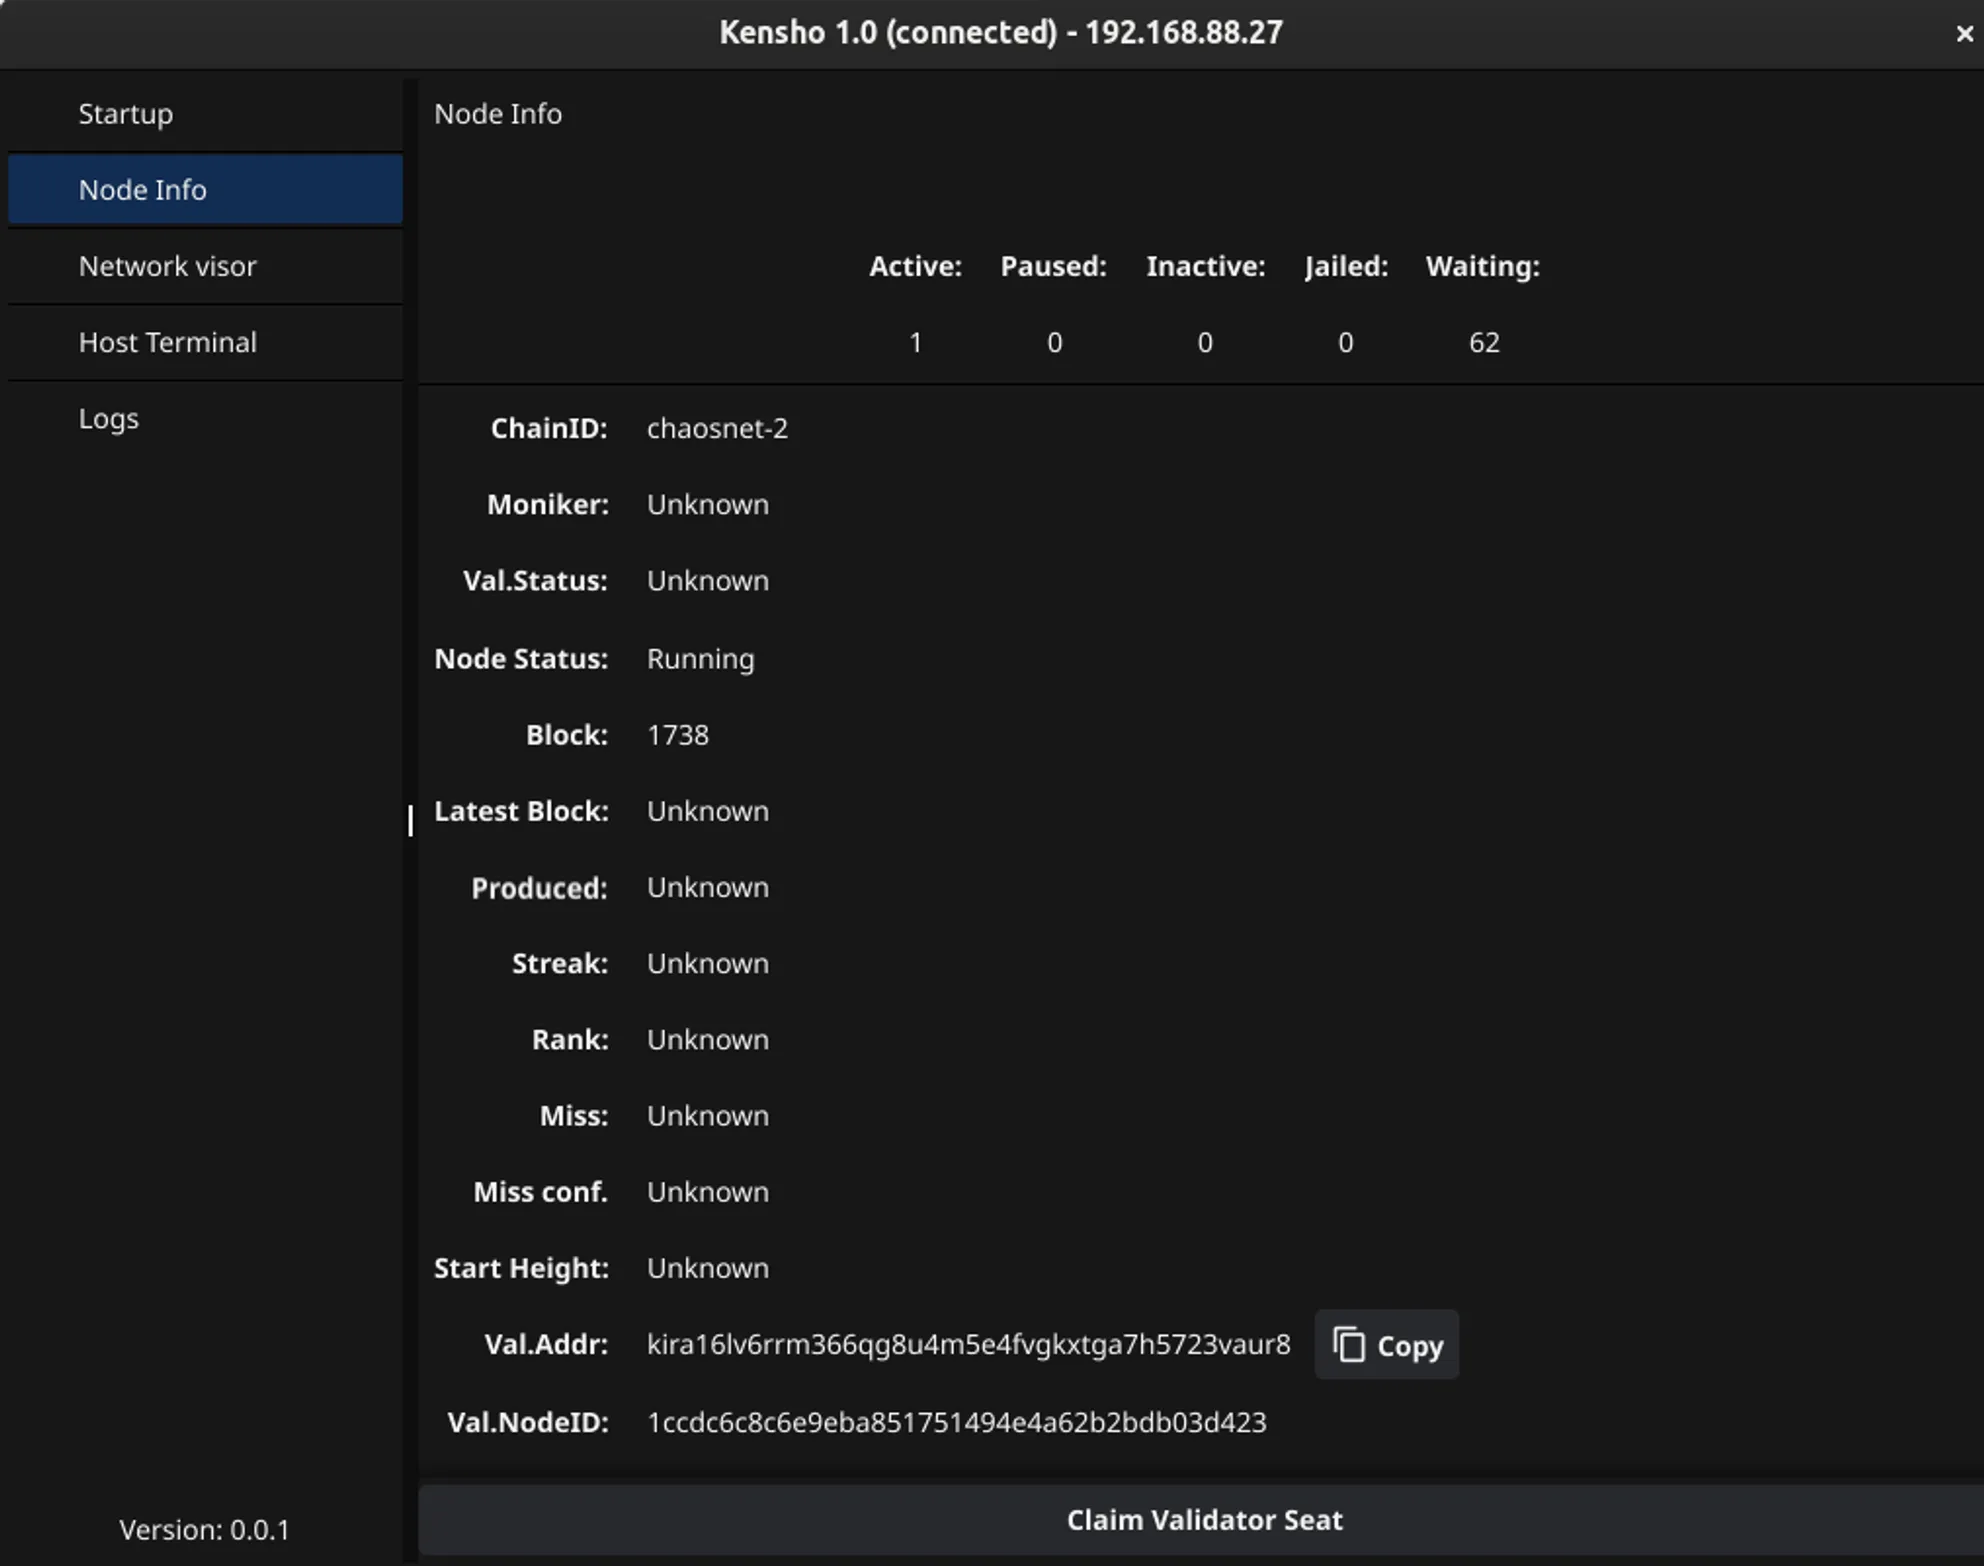 Kensho 1.0 (connected) - 192.168.88.27 ×
Startup
Node Info
Network visor
Host Terminal
Logs
Version: 0.0.1
Node Info
Active: Paused: Inactive: Jailed: Waiting:
1 0 0 0 62
ChainID: chaosnet-2
Moniker: Unknown
Val.Status: Unknown
Node Status: Running
Block: 1738
Latest Block: Unknown
Produced: Unknown
Streak: Unknown
Rank: Unknown
Miss: Unknown
Miss conf. Unknown
Start Height: Unknown
Val.Addr: kira16lv6rrm366qg8u4m5e4fvgkxtga7h5723vaur8 Copy
Val.NodeID: 1ccdc6c8c6e9eba851751494e4a62b2bdb03d423
Claim Validator Seat